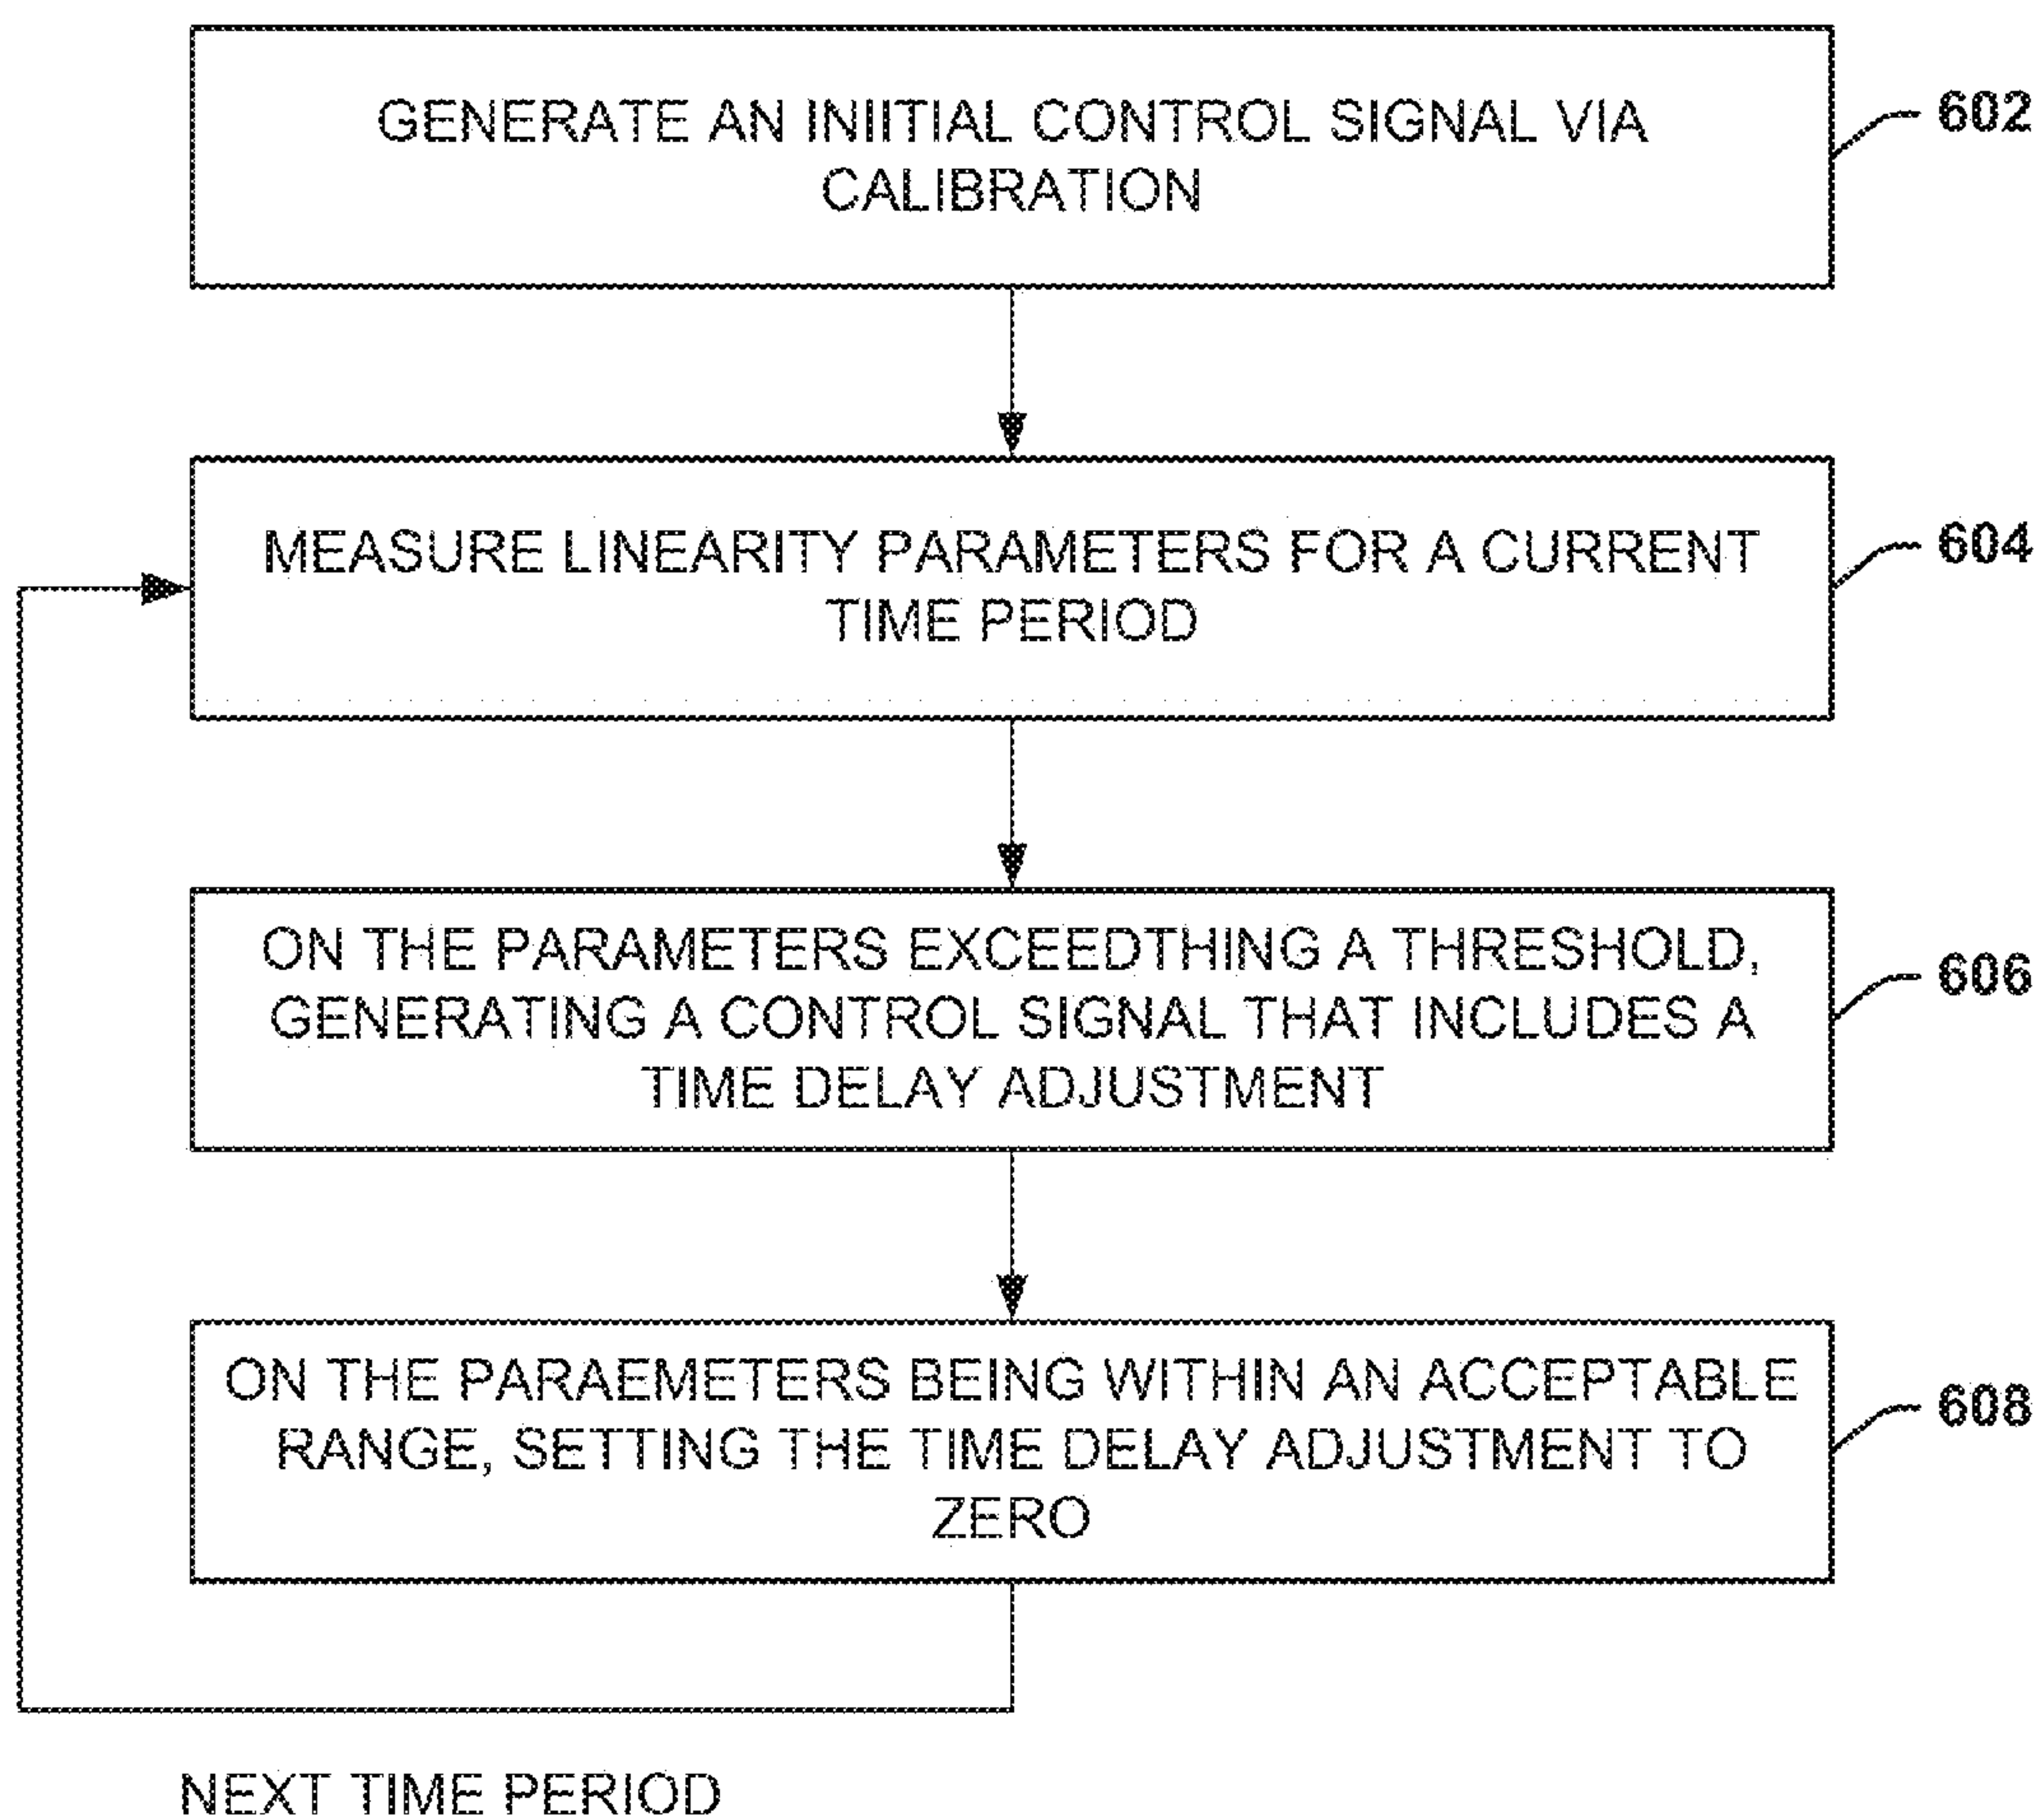 GENERATE AN INIITIAL CONTROL SIGNAL VIA
CALIBRATION
602
MEASURE LINEARITY PARAMETERS FOR A CURRENT
TIME PERIOD
604
ON THE PARAMETERS EXCEEDTHING A THRESHOLD,
GENERATING A CONTROL SIGNAL THAT INCLUDES A
TIME DELAY ADJUSTMENT
606
ON THE PARAEMETERS BEING WITHIN AN ACCEPTABLE
RANGE, SETTING THE TIME DELAY ADJUSTMENT TO
ZERO
608
NEXT TIME PERIOD